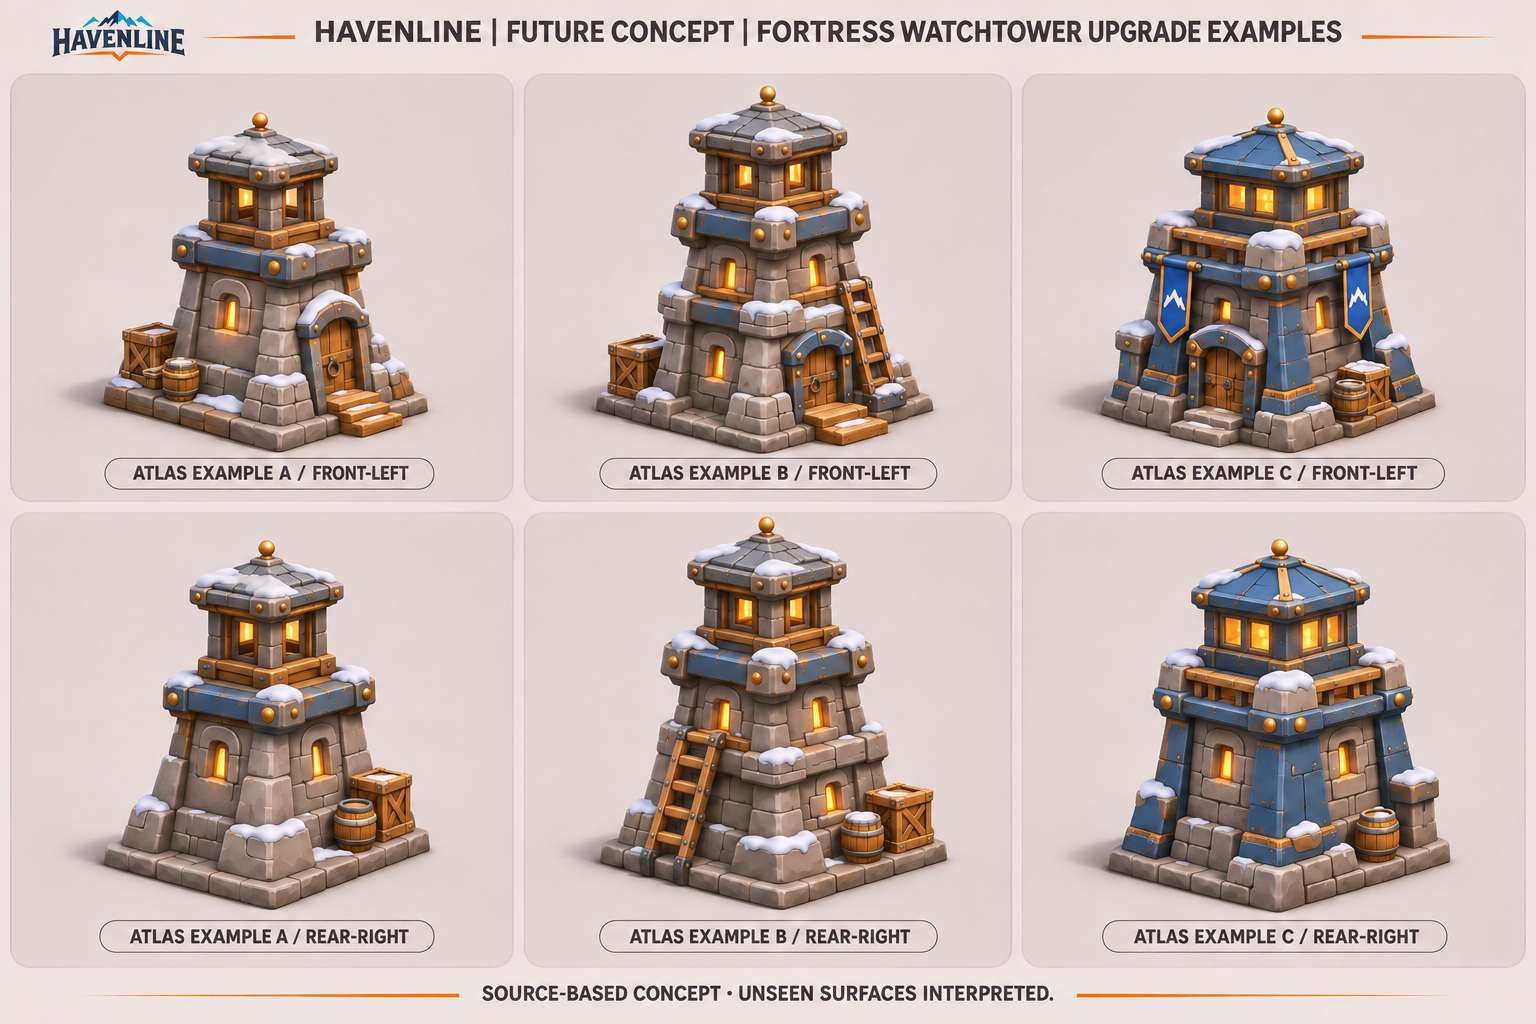 HAVENLINE
HAVENLINE | FUTURE CONCEPT | FORTRESS WATCHTOWER UPGRADE EXAMPLES
ATLAS EXAMPLE A / FRONT-LEFT
ATLAS EXAMPLE B / FRONT-LEFT
ATLAS EXAMPLE C / FRONT-LEFT
ATLAS EXAMPLE A / REAR-RIGHT
ATLAS EXAMPLE B / REAR-RIGHT
ATLAS EXAMPLE C / REAR-RIGHT
SOURCE-BASED CONCEPT · UNSEEN SURFACES INTERPRETED.